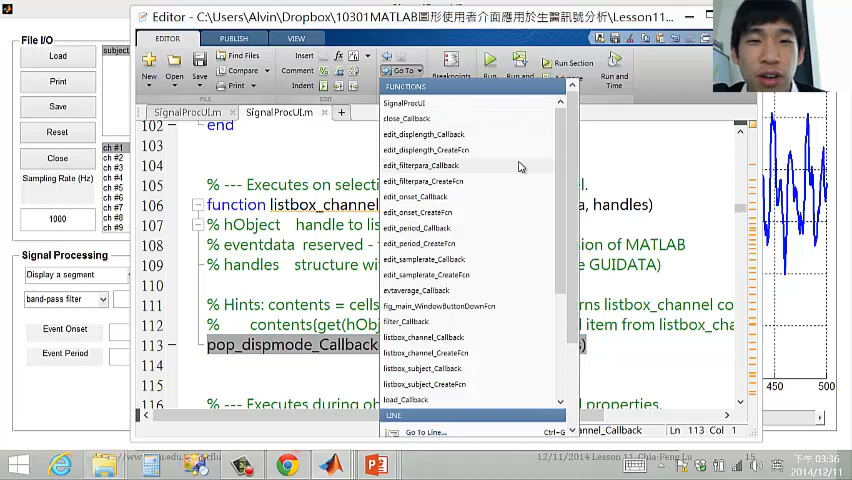 Editor - C:\Users\Alvin\Dropbox\10301MATLAB圖形使用者介面應用於生醫訊號分析\Lesson11...
EDITOR
PUBLISH
VIEW
New
Open
Save
Find Files
Compare
Print
Insert
Comment
Indent
Go To
Breakpoints
Run
Run and
Run Section
Run and
Time
SignalProcUI.m
SignalProcUI.m
File I/O
Load
Print
Save
Reset
Close
Sampling Rate (Hz)
1000
subject
ch #1
ch #2
ch #3
ch #4
ch #5
ch #6
ch #7
ch #8
ch #9
Signal Processing
Display a segment
band-pass filter
Event Onset
Event Period
102 end
103
104
105 % --- Executes on selecti
106 function listbox_channel
a, handles)
107 % hObject handle to lis
108 % eventdata reserved -
sion of MATLAB
109 % handles structure wit
e GUIDATA)
110
111 % Hints: contents = cells
rns listbox_channel co
112 % contents{get(hObj
d item from listbox_cha
113 pop_dispmode_Callback
s)
114
115
116 % --- Executes during ob
properties.
FUNCTIONS
SignalProcUI
close_Callback
edit_displength_Callback
edit_displength_CreateFcn
edit_filterpara_Callback
edit_filterpara_CreateFcn
edit_onset_Callback
edit_onset_CreateFcn
edit_period_Callback
edit_period_CreateFcn
edit_samplerate_Callback
edit_samplerate_CreateFcn
evtaverage_Callback
fig_main_WindowButtonDownFcn
filter_Callback
listbox_channel_Callback
listbox_channel_CreateFcn
listbox_subject_Callback
listbox_subject_CreateFcn
load_Callback
LINE
Go To Line...
Ctrl+G
annel_Callback
Ln 113 Col 1
450
500
12/11/2014 Lesson 11, Chia-Feng Lu
15
英
下午 03:36
2014/12/11